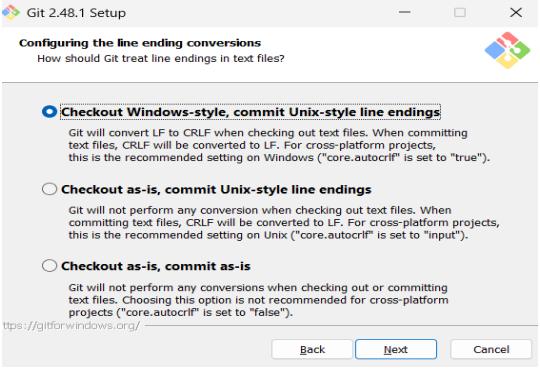 Git 2.48.1 Setup
Configuring the line ending conversions
How should Git treat line endings in text files?
Checkout Windows-style, commit Unix-style line endings
Git will convert LF to CRLF when checking out text files. When committing
text files, CRLF will be converted to LF. For cross-platform projects,
this is the recommended setting on Windows ("core.autocrlf" is set to "true").
Checkout as-is, commit Unix-style line endings
Git will not perform any conversion when checking out text files. When
committing text files, CRLF will be converted to LF. For cross-platform projects,
this is the recommended setting on Unix ("core.autocrlf" is set to "input").
Checkout as-is, commit as-is
Git will not perform any conversions when checking out or committing
text files. Choosing this option is not recommended for cross-platform
projects ("core.autocrlf" is set to "false").
ttps://gitforwindows.org/
Back Next Cancel